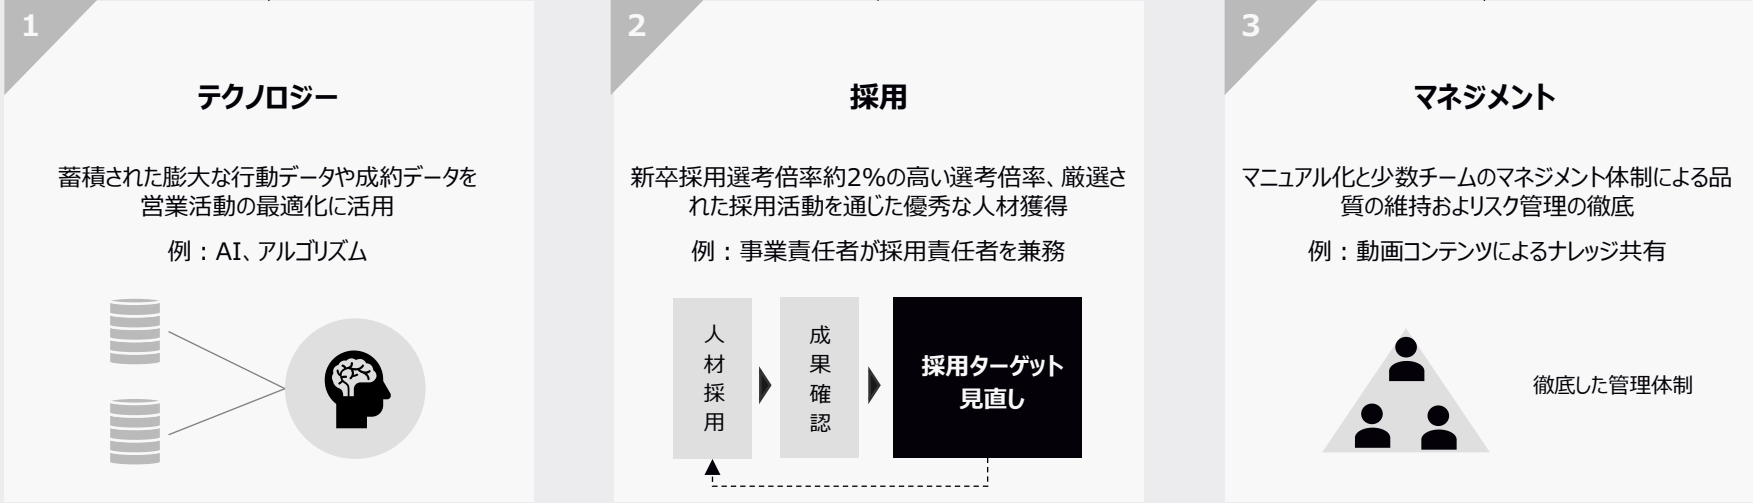 1
テクノロジー
蓄積された膨大な行動データや成約データを
営業活動の最適化に活用
例：AI、アルゴリズム
2
採用
新卒採用選考倍率約2%の高い選考倍率、厳選さ
れた採用活動を通じた優秀な人材獲得
例：事業責任者が採用責任者を兼務
人材採用
成果確認
採用ターゲット
見直し
3
マネジメント
マニュアル化と少数チームのマネジメント体制による品
質の維持およリスク管理の徹底
例：動画コンテンツによるナレッジ共有
徹底した管理体制